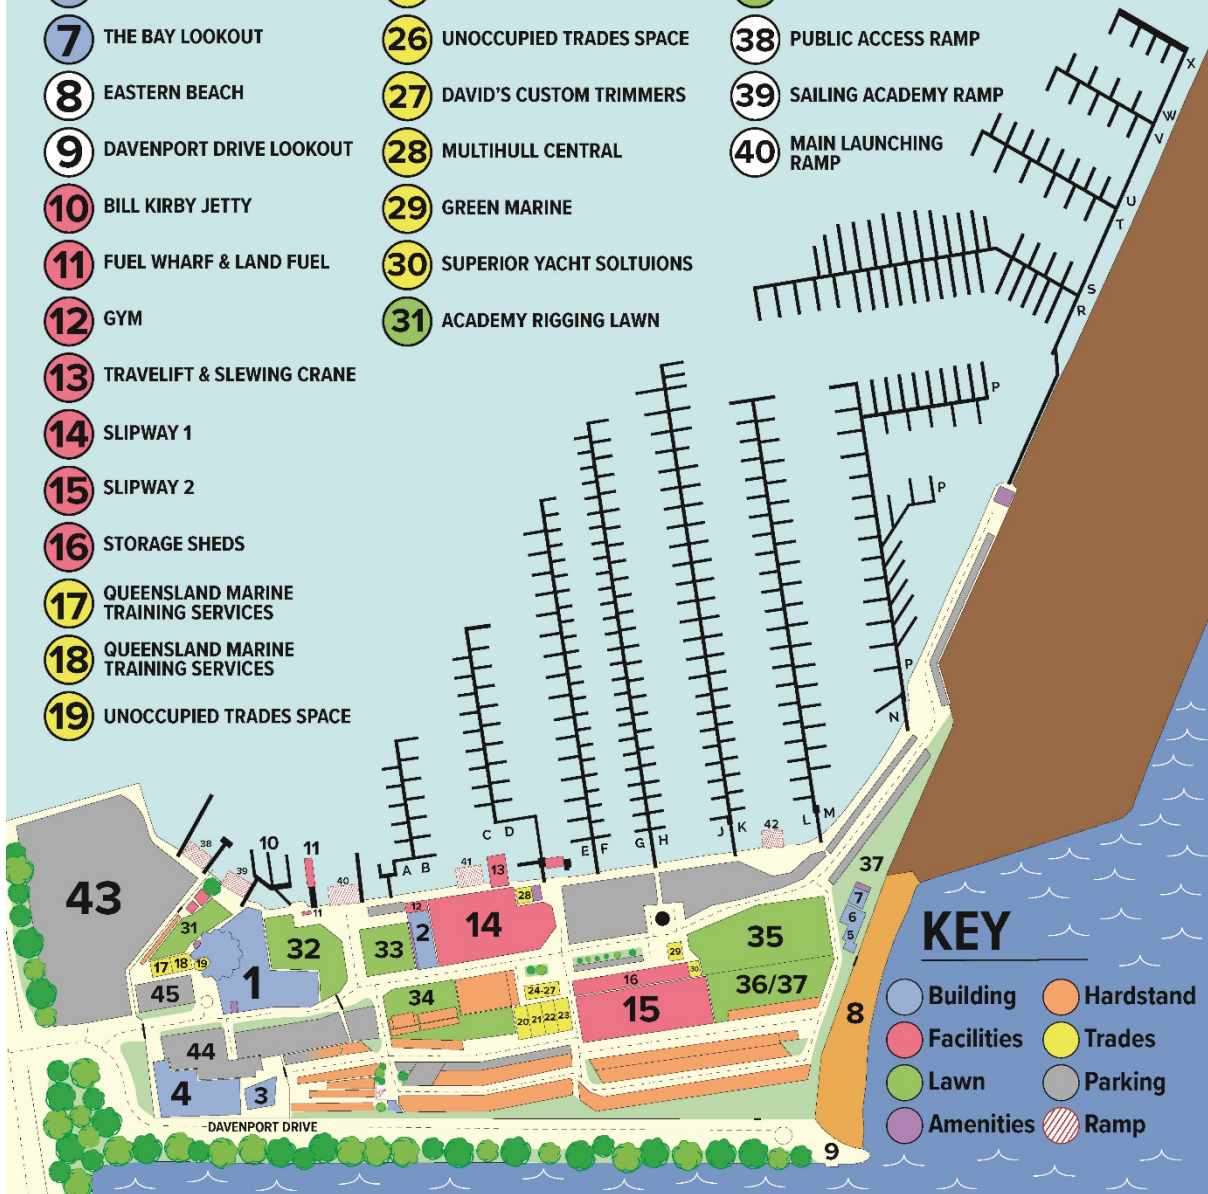 7 THE BAY LOOKOUT
8 EASTERN BEACH
9 DAVENPORT DRIVE LOOKOUT
10 BILL KIRBY JETTY
11 FUEL WHARF & LAND FUEL
12 GYM
13 TRAVELIFT & SLEWING CRANE
14 SLIPWAY 1
15 SLIPWAY 2
16 STORAGE SHEDS
17 QUEENSLAND MARINE
TRAINING SERVICES
18 QUEENSLAND MARINE
TRAINING SERVICES
19 UNOCCUPIED TRADES SPACE
26 UNOCCUPIED TRADES SPACE
27 DAVID'S CUSTOM TRIMMERS
28 MULTIHULL CENTRAL
29 GREEN MARINE
30 SUPERIOR YACHT SOLTUIONS
31 ACADEMY RIGGING LAWN
38 PUBLIC ACCESS RAMP
39 SAILING ACADEMY RAMP
40 MAIN LAUNCHING
RAMP
X
W
V
U
T
S
R
P
P
P
N
A B
C D
E F
G H
J K
L M
38
39
10
11
11
40
41
42
43
31
17 18 19
45
1
32
33
12
2
13
14
28
44
4
3
34
24-27
20 21 22 23
16
15
29
30
35
36/37
37
7
6
5
8
9
DAVENPORT DRIVE
KEY
Building
Hardstand
Facilities
Trades
Lawn
Parking
Amenities
Ramp